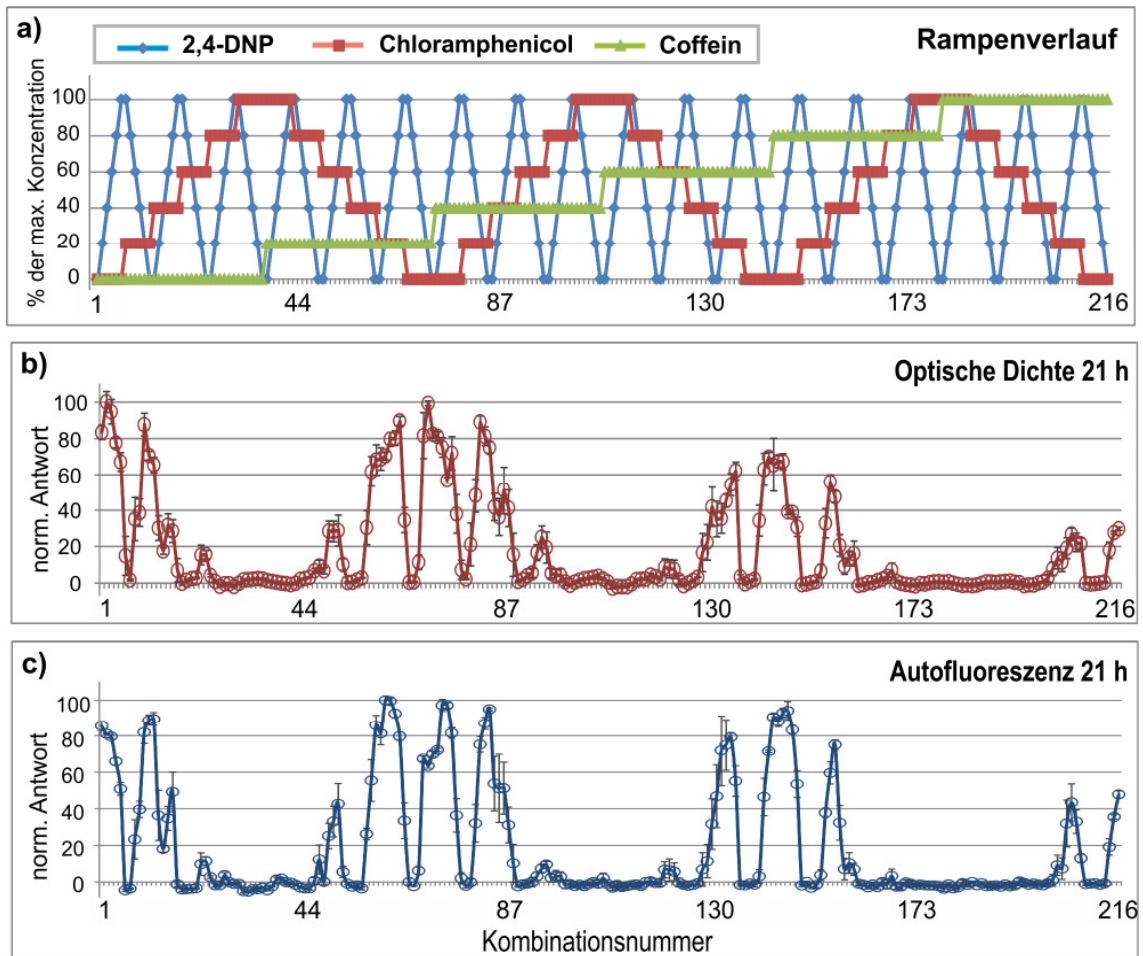 a)
2,4-DNP Chloramphenicol Coffein
Rampenverlauf
% der max. Konzentration
100
80
60
40
20
0
1 44 87 130 173 216
b)
Optische Dichte 21 h
norm. Antwort
100
80
60
40
20
0
1 44 87 130 173 216
c)
Autofluoreszenz 21 h
norm. Antwort
100
80
60
40
20
0
1 44 87 130 173 216
Kombinationsnummer